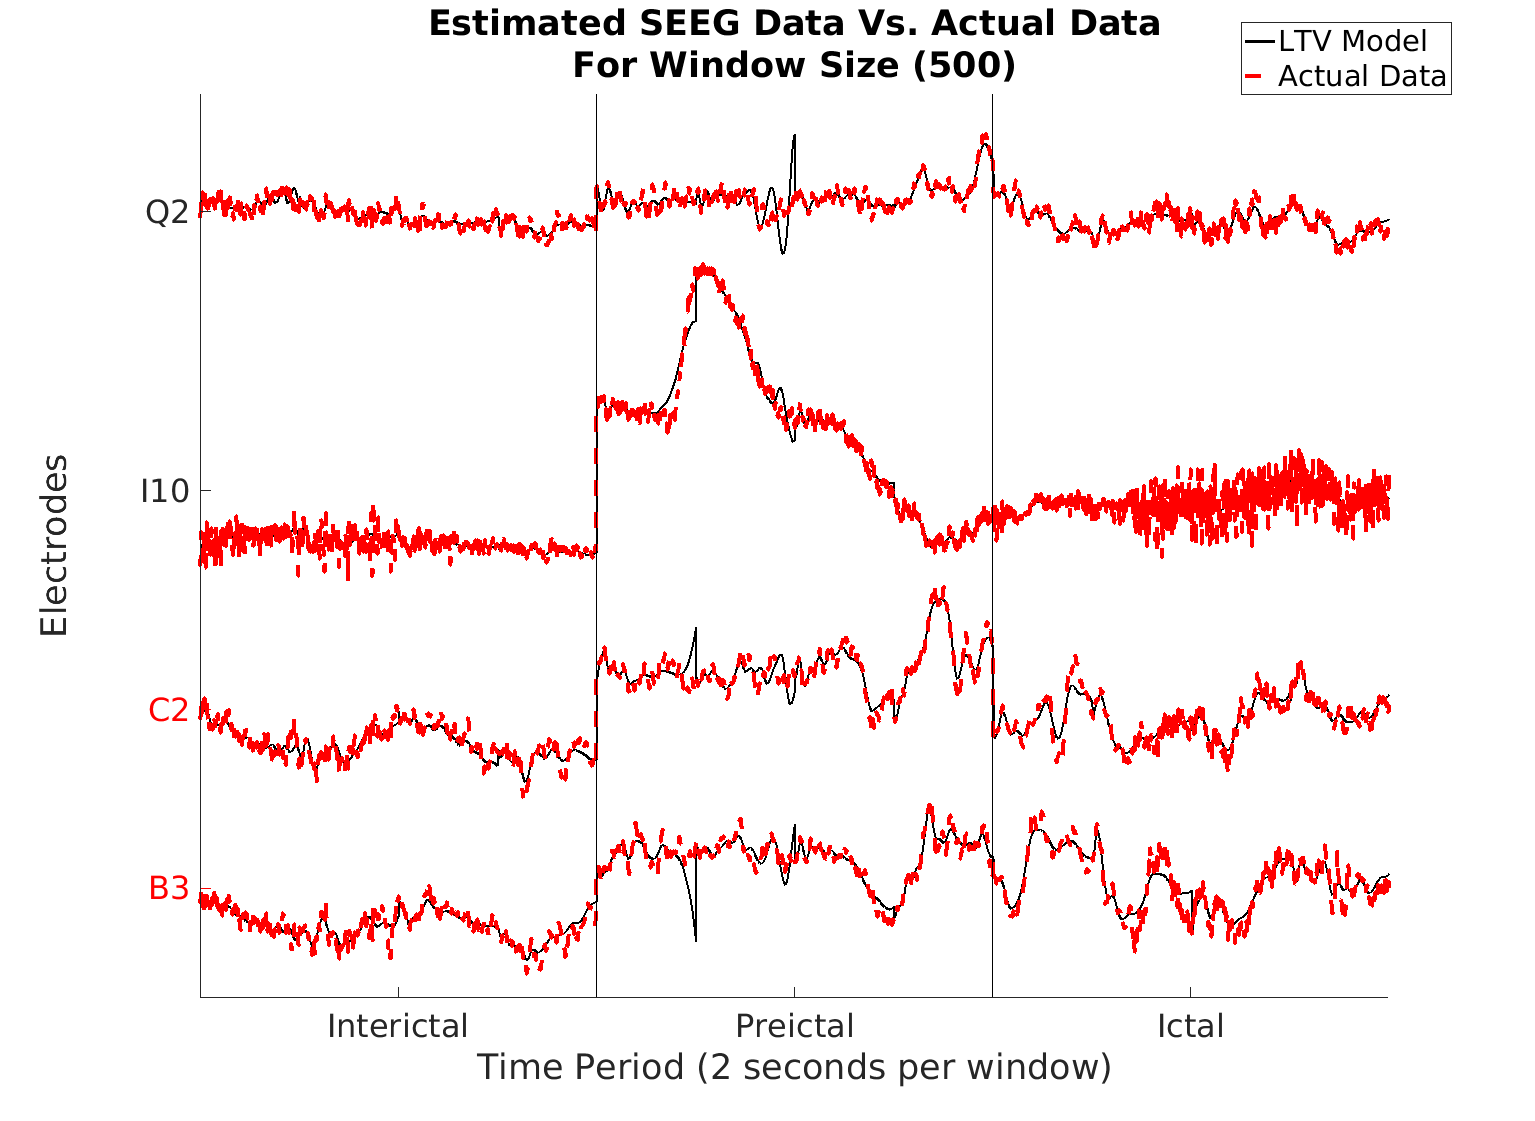 Estimated SEEG Data Vs. Actual Data
For Window Size (500)
LTV Model
Actual Data
Q2
I10
C2
B3
Electrodes
Interictal
Preictal
Ictal
Time Period (2 seconds per window)